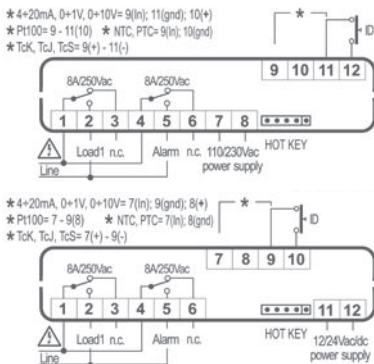 * 4÷20mA, 0÷1V, 0÷10V= 9(In); 11(gnd); 10(+)
* Pt100= 9 - 11(10) * NTC, PTC= 9(In); 10(gnd)
* TcK, TcJ, TcS= 9(+) - 11(-)
*
ID
9 10 11 12
8A/250Vac 8A/250Vac
1 2 3 4 5 6 7 8
Load1 n.c. Alarm n.c. 110/230Vac power supply HOT KEY
Line
* 4÷20mA, 0÷1V, 0÷10V= 7(In); 9(gnd); 8(+)
* Pt100= 7 - 9(8) * NTC, PTC= 7(In); 8(gnd)
* TcK, TcJ, TcS= 7(+) - 9(-)
*
ID
7 8 9 10
8A/250Vac 8A/250Vac
1 2 3 4 5 6 11 12
Load1 n.c. Alarm n.c. HOT KEY 12/24Vac/dc power supply
Line